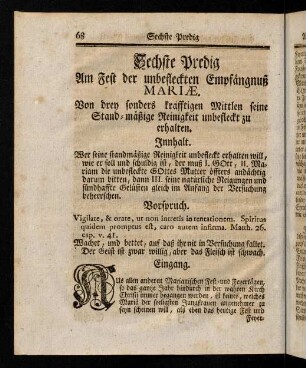 68 Sechste Predig
Sechste Predig
Am Fest der unbefleckten Empfängnuß
MARIÆ.
Von drey sonders krafftigen Mittlen seine
Stand-mäßige Reinigkeit unbefleckt zu
erhalten.
Innhalt.
Wer seine standmäßige Reinigkeit unbefleckt erhalten will,
wie er soll und schuldig ist, der muß I. GOtt, II. Ma-
riam die unbefleckte GOttes Mutter öffters andächtig
darum bitten, dann III. seine natürliche Neigungen und
sündhaffte Gelüsten gleich im Anfang der Versuchung
beherrschen.
Vorspruch.
Vigilate, & orate, ut non intretis in tentationem. Spiritus
quidem promptus est, caro autem infirma. Matth. 26.
cap. v. 41.
Wachet, und bettet, auf daß ihr nit in Versuchung fallet.
Der Geist ist zwar willig, aber das Fleisch ist schwach.
Eingang.
Aus allen anderen Marianischen Fest- und Feyrtägen,
so das gantze Jahr hindurch in der wahren Kirch
Christi immer begangen werden, ist keiner, welches
Mariä der seeligsten Jungfrauen angenehmer zu
seyn scheinen will, als eben das heutige Fest und
Feyer-